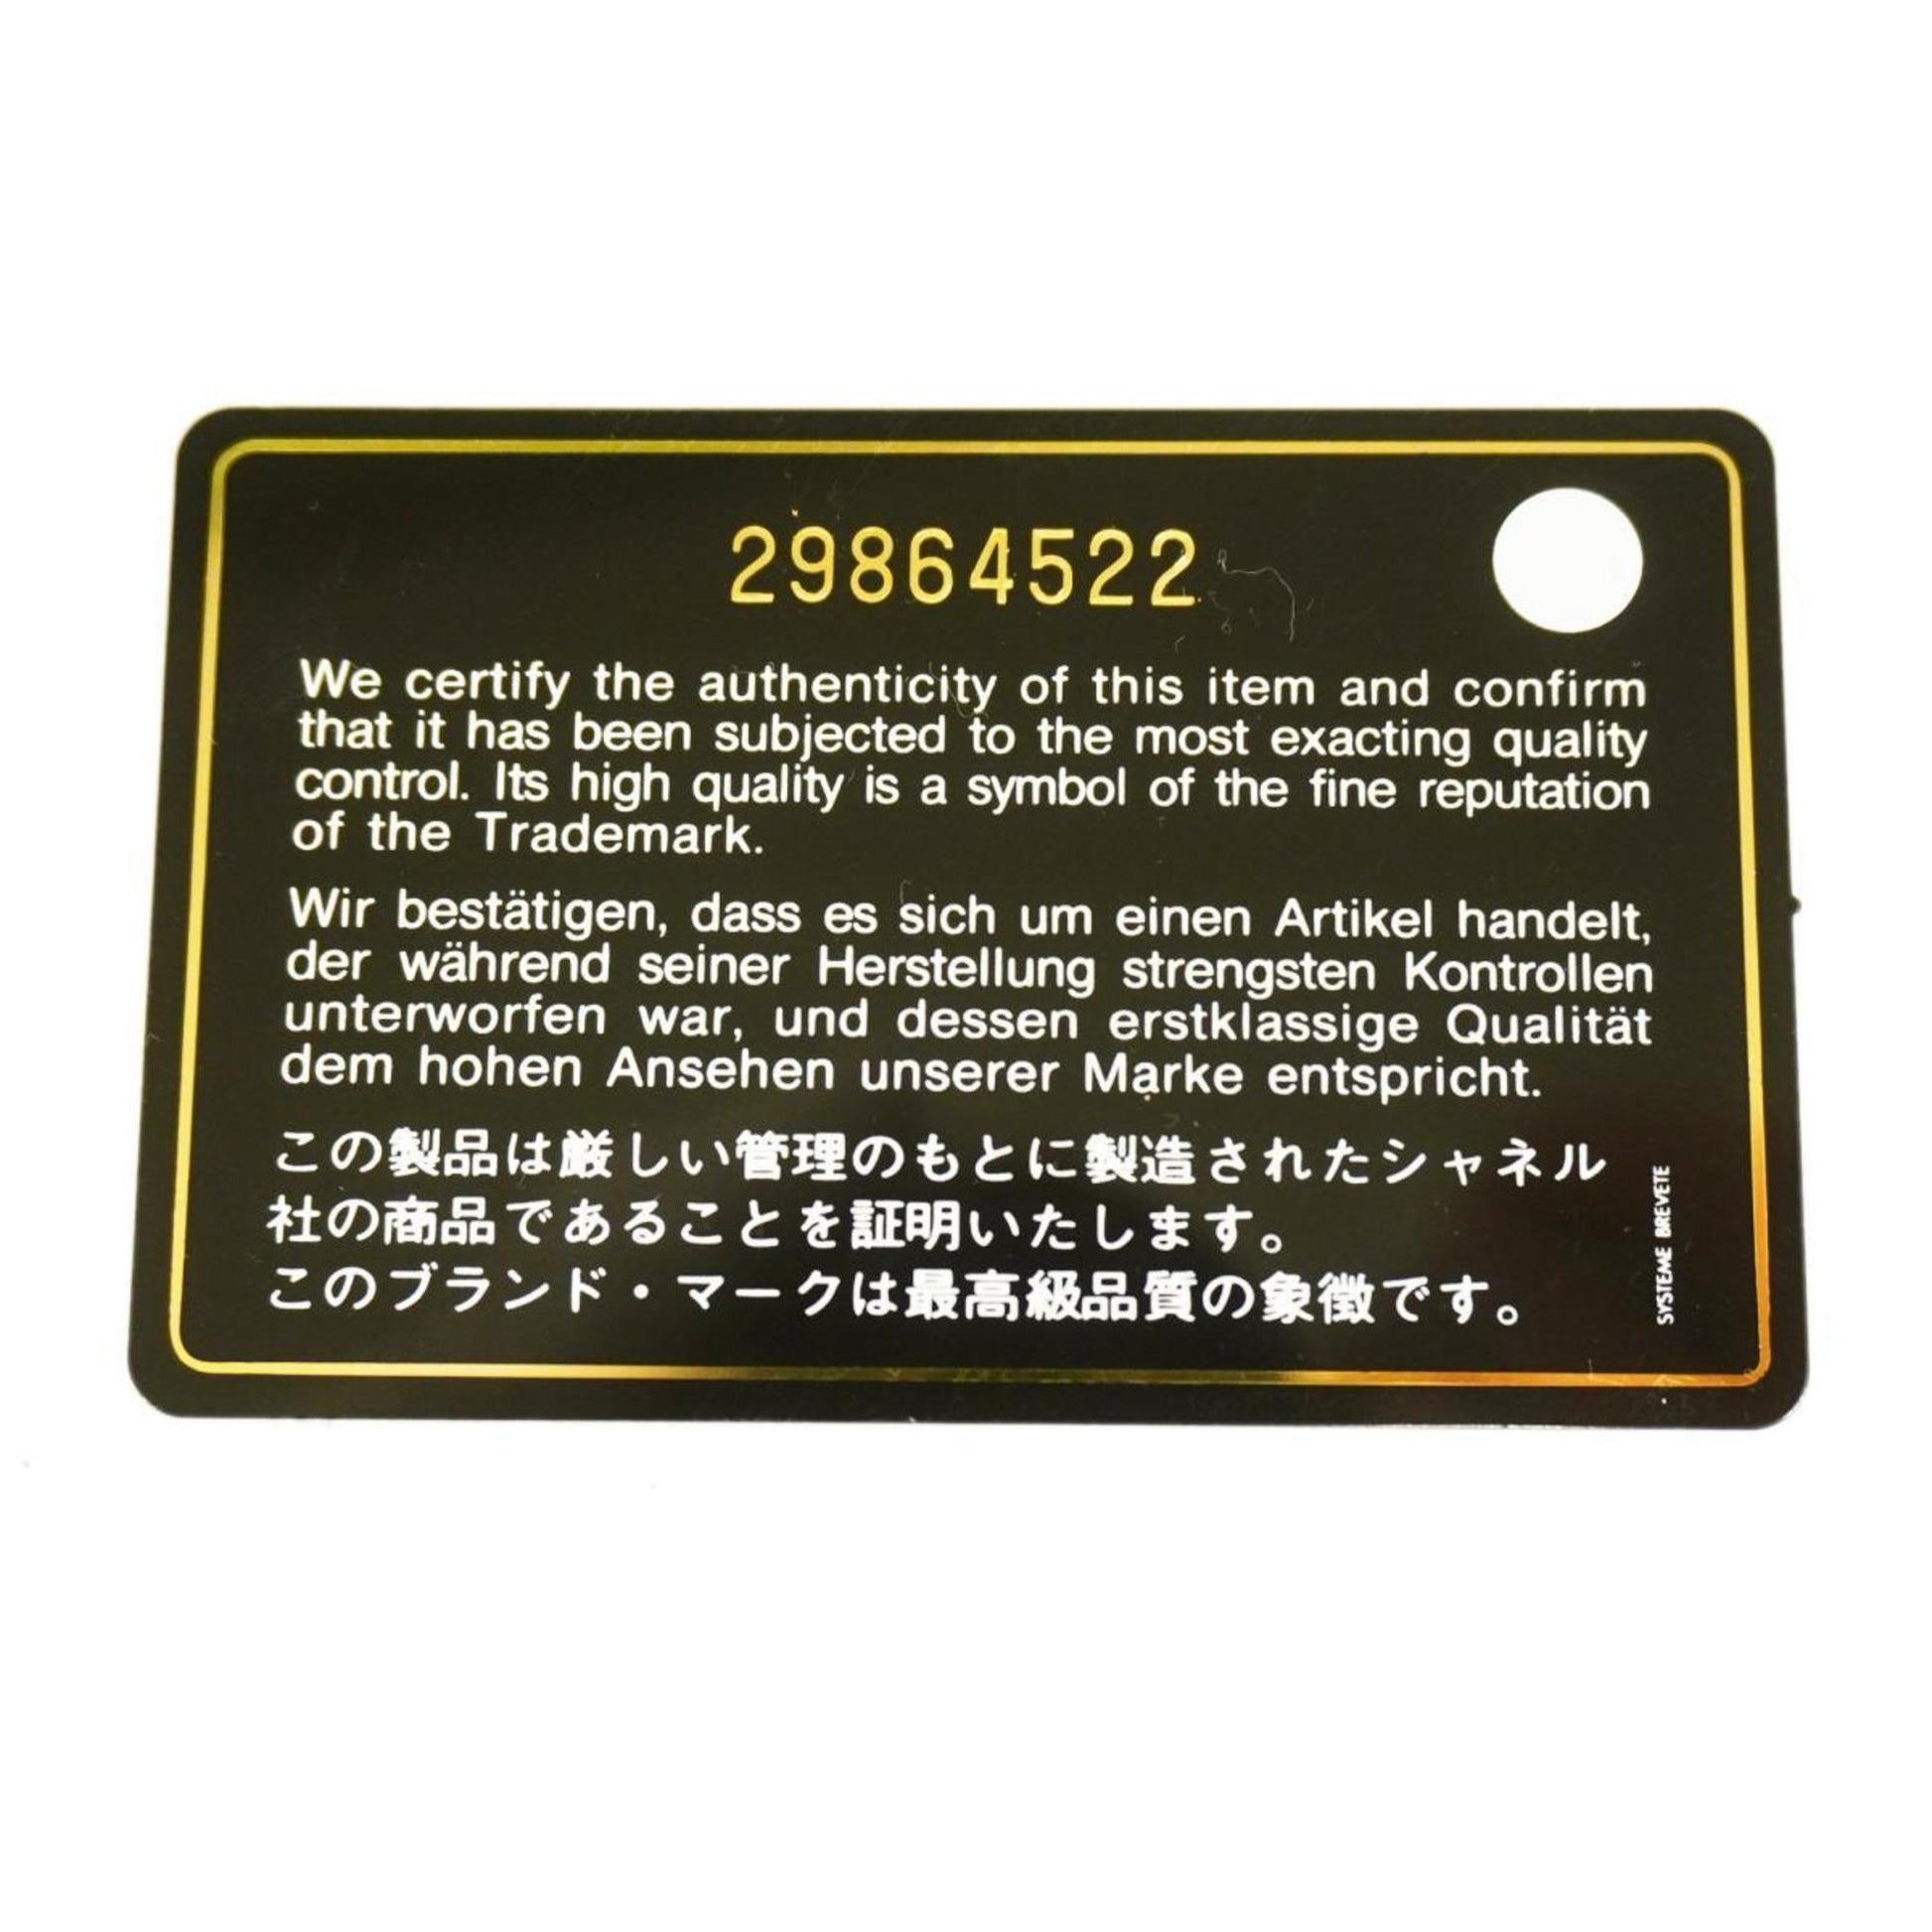 29864522
We certify the authenticity of this item and confirm
that it has been subjected to the most exacting quality
control. Its high quality is a symbol of the fine reputation
of the Trademark.
Wir bestätigen, dass es sich um einen Artikel handelt,
der während seiner Herstellung strengsten Kontrollen
unterworfen war, und dessen erstklassige Qualität
dem hohen Ansehen unserer Marke entspricht.
この製品は厳しい管理のもとに製造されたシャネル
社の商品であることを証明いたします。
このブランド・マークは最高級品質の象徴です。
SYSTEME BREVETE